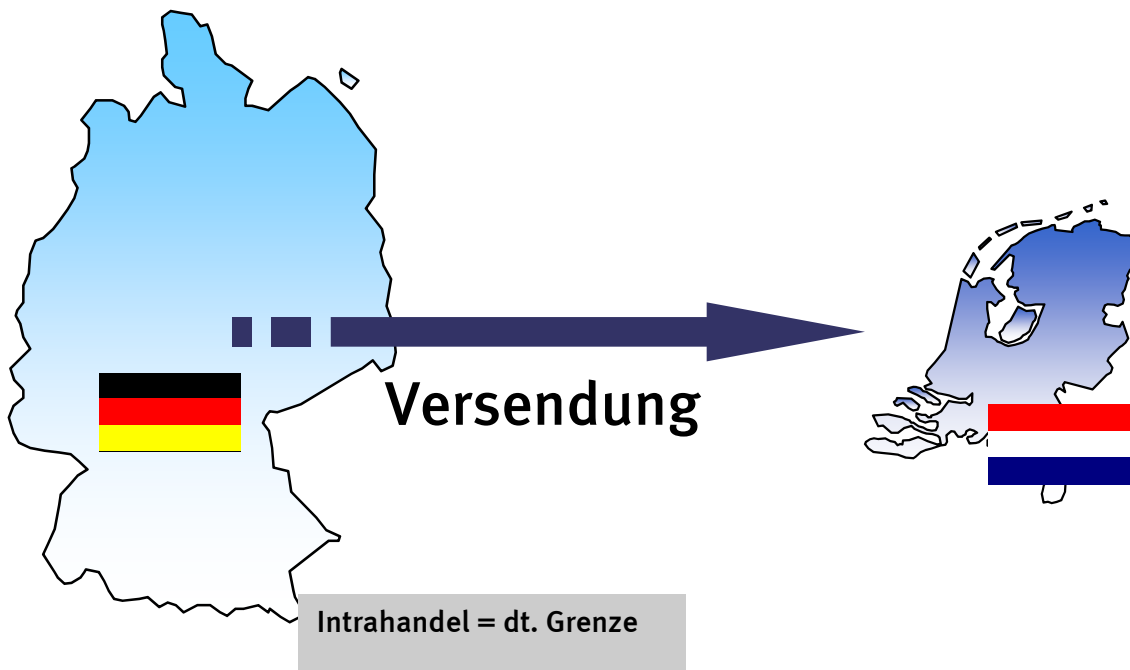 Versendung
Intrahandel = dt. Grenze